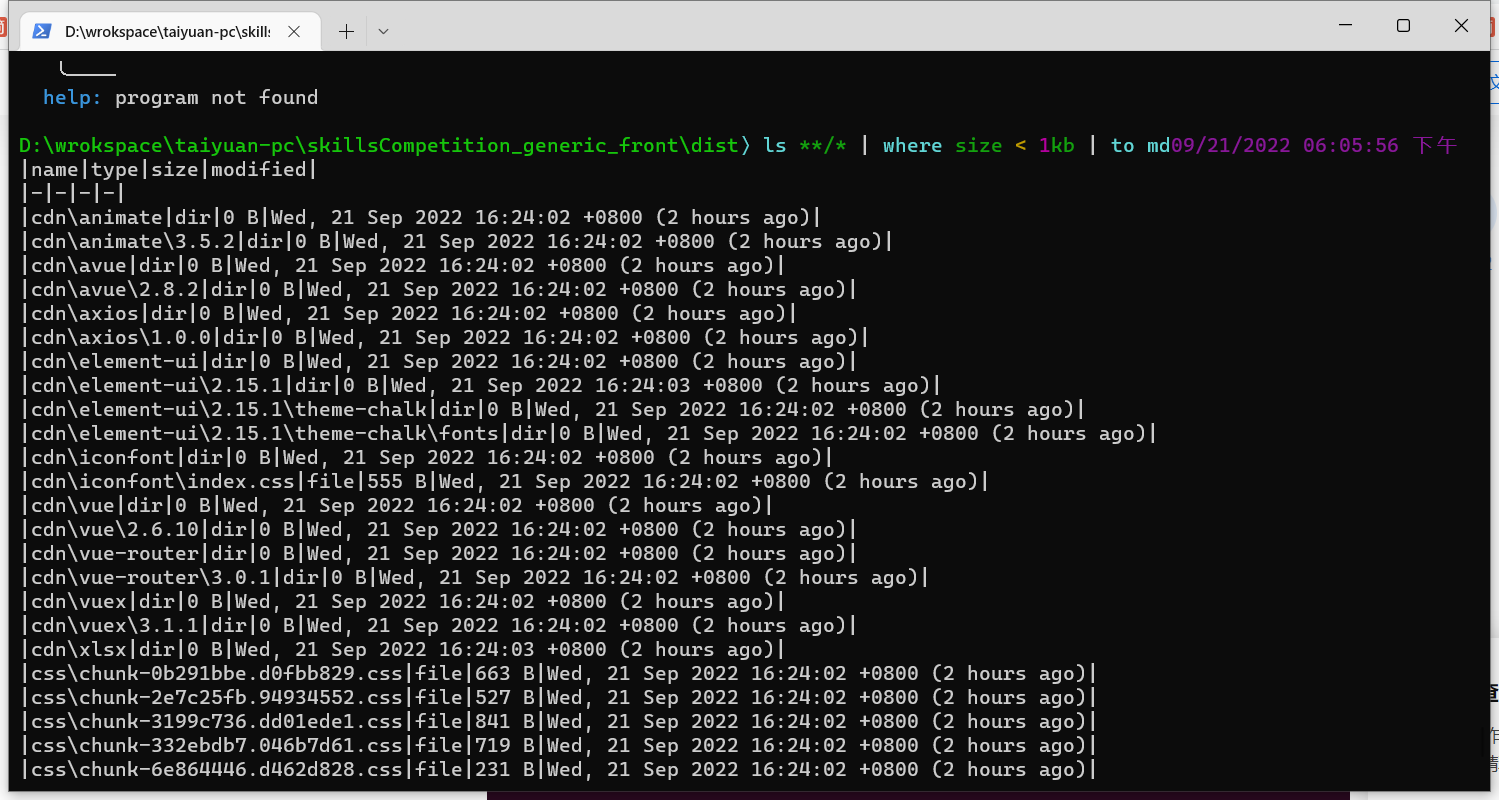 D:\wrokspace\taiyuan-pc\skills
help: program not found
D:\wrokspace\taiyuan-pc\skillsCompetition_generic_front\dist〉ls **/* | where size < 1kb | to md09/21/2022 06:05:56 下午
|name|type|size|modified|
|-|-|-|-|
|cdn\animate|dir|0 B|Wed, 21 Sep 2022 16:24:02 +0800 (2 hours ago)|
|cdn\animate\3.5.2|dir|0 B|Wed, 21 Sep 2022 16:24:02 +0800 (2 hours ago)|
|cdn\avue|dir|0 B|Wed, 21 Sep 2022 16:24:02 +0800 (2 hours ago)|
|cdn\avue\2.8.2|dir|0 B|Wed, 21 Sep 2022 16:24:02 +0800 (2 hours ago)|
|cdn\axios|dir|0 B|Wed, 21 Sep 2022 16:24:02 +0800 (2 hours ago)|
|cdn\axios\1.0.0|dir|0 B|Wed, 21 Sep 2022 16:24:02 +0800 (2 hours ago)|
|cdn\element-ui|dir|0 B|Wed, 21 Sep 2022 16:24:02 +0800 (2 hours ago)|
|cdn\element-ui\2.15.1|dir|0 B|Wed, 21 Sep 2022 16:24:03 +0800 (2 hours ago)|
|cdn\element-ui\2.15.1\theme-chalk|dir|0 B|Wed, 21 Sep 2022 16:24:02 +0800 (2 hours ago)|
|cdn\element-ui\2.15.1\theme-chalk\fonts|dir|0 B|Wed, 21 Sep 2022 16:24:02 +0800 (2 hours ago)|
|cdn\iconfont|dir|0 B|Wed, 21 Sep 2022 16:24:02 +0800 (2 hours ago)|
|cdn\iconfont\index.css|file|555 B|Wed, 21 Sep 2022 16:24:02 +0800 (2 hours ago)|
|cdn\vue|dir|0 B|Wed, 21 Sep 2022 16:24:02 +0800 (2 hours ago)|
|cdn\vue\2.6.10|dir|0 B|Wed, 21 Sep 2022 16:24:02 +0800 (2 hours ago)|
|cdn\vue-router|dir|0 B|Wed, 21 Sep 2022 16:24:02 +0800 (2 hours ago)|
|cdn\vue-router\3.0.1|dir|0 B|Wed, 21 Sep 2022 16:24:02 +0800 (2 hours ago)|
|cdn\vuex|dir|0 B|Wed, 21 Sep 2022 16:24:02 +0800 (2 hours ago)|
|cdn\vuex\3.1.1|dir|0 B|Wed, 21 Sep 2022 16:24:02 +0800 (2 hours ago)|
|cdn\xlsx|dir|0 B|Wed, 21 Sep 2022 16:24:03 +0800 (2 hours ago)|
|css\chunk-0b291bbe.d0fbb829.css|file|663 B|Wed, 21 Sep 2022 16:24:02 +0800 (2 hours ago)|
|css\chunk-2e7c25fb.94934552.css|file|527 B|Wed, 21 Sep 2022 16:24:02 +0800 (2 hours ago)|
|css\chunk-3199c736.dd01ede1.css|file|841 B|Wed, 21 Sep 2022 16:24:02 +0800 (2 hours ago)|
|css\chunk-332ebdb7.046b7d61.css|file|719 B|Wed, 21 Sep 2022 16:24:02 +0800 (2 hours ago)|
|css\chunk-6e864446.d462d828.css|file|231 B|Wed, 21 Sep 2022 16:24:02 +0800 (2 hours ago)|